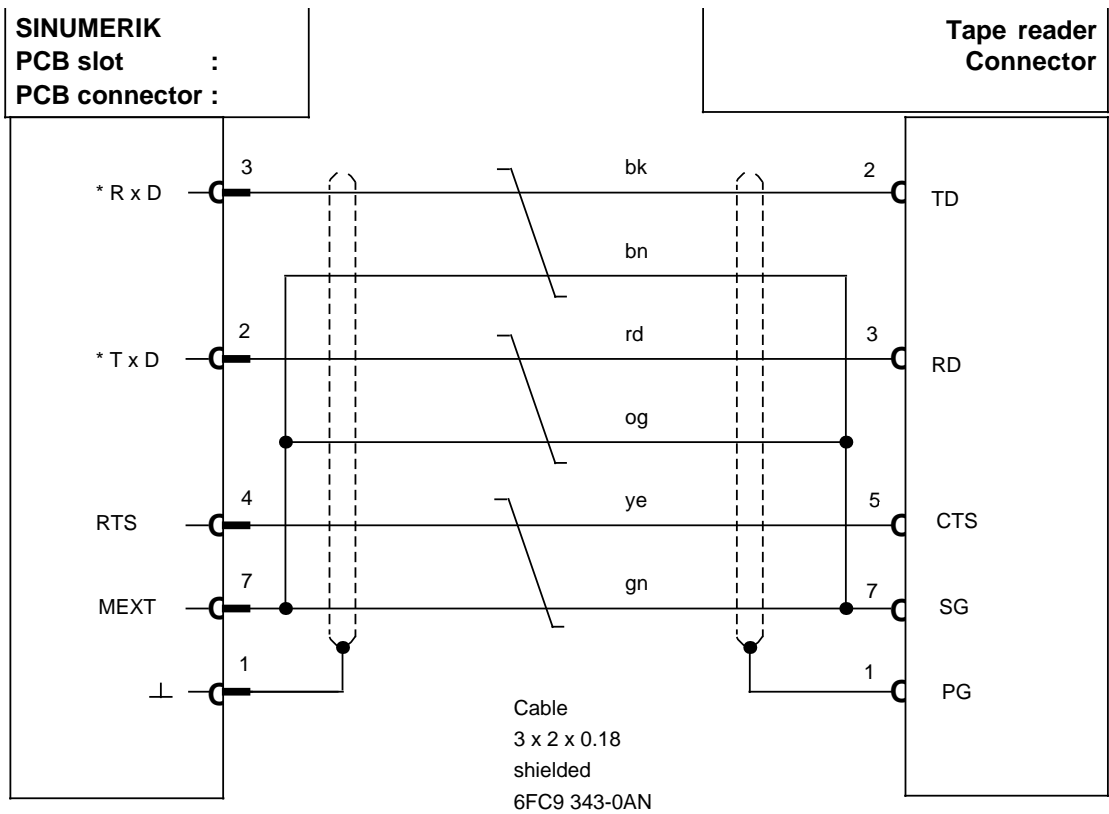 SINUMERIK
PCB slot :
PCB connector :
Tape reader
Connector
3 bk 2
* R x D TD
bn
2 rd 3
* T x D RD
og
4 ye 5
RTS CTS
7 gn 7
MEXT SG
1 1
⊥ PG
Cable
3 x 2 x 0.18
shielded
6FC9 343-0AN